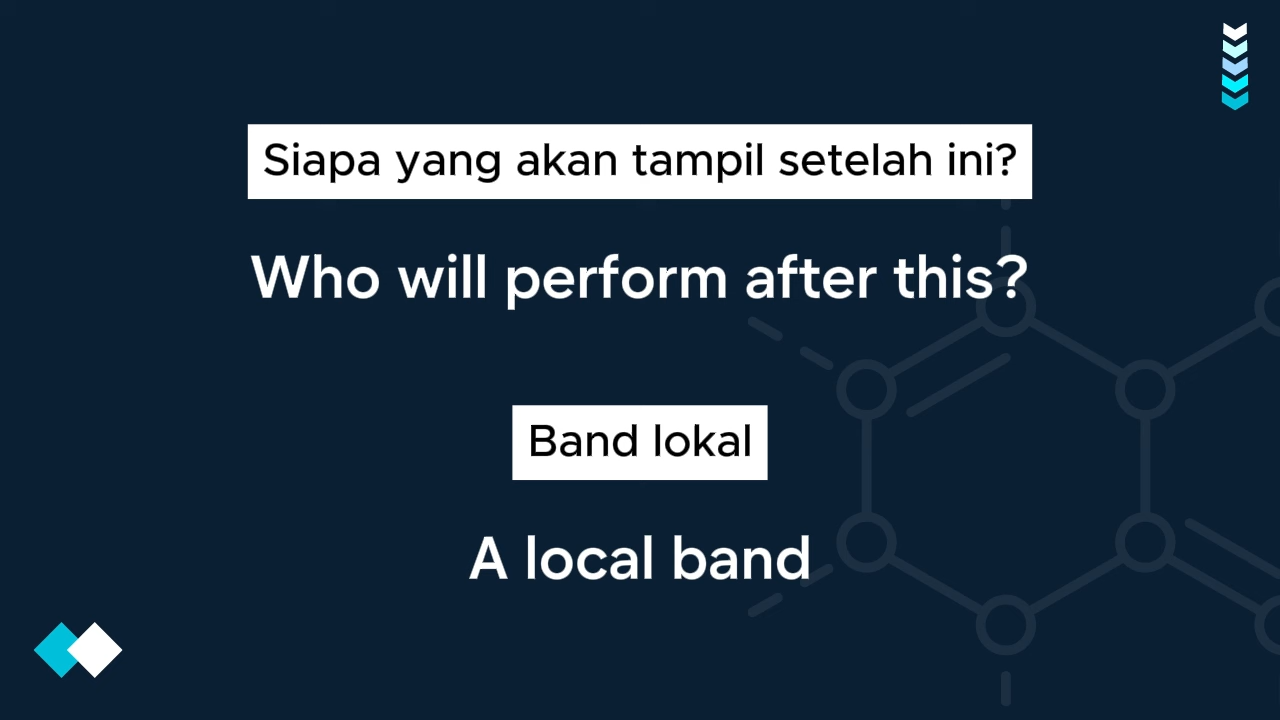 Siapa yang akan tampil setelah ini?
Who will perform after this?
Band lokal
A local band